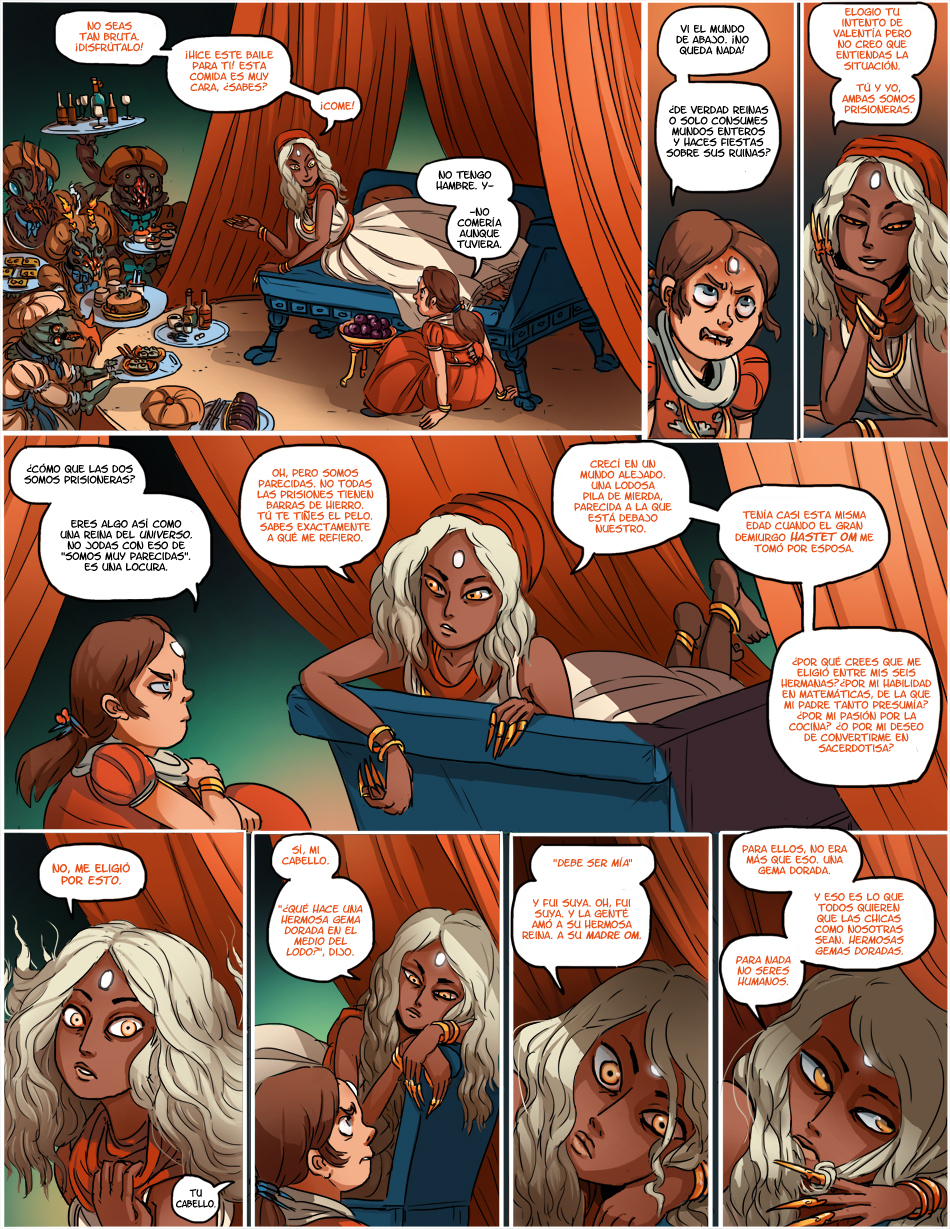 NO SEAS
TAN BRUTA.
¡DISFRÚTALO!
¡HICE ESTE BAILE
PARA TI! ESTA
COMIDA ES MUY
CARA, ¿SABES?
¡COME!
NO TENGO
HAMBRE. Y-
-NO
COMERÍA
AUNQUE
TUVIERA.
VI EL MUNDO
DE ABAJO. ¡NO
QUEDA NADA!
¿DE VERDAD REINAS
O SOLO CONSUMES
MUNDOS ENTEROS
Y HACES FIESTAS
SOBRE SUS RUINAS?
ELOGIO TU
INTENTO DE
VALENTÍA PERO
NO CREO QUE
ENTIENDAS LA
SITUACIÓN.
TÚ Y YO,
AMBAS SOMOS
PRISIONERAS.
¿CÓMO QUE LAS DOS
SOMOS PRISIONERAS?
ERES ALGO ASÍ COMO
UNA REINA DEL UNIVERSO.
NO JODAS CON ESO DE
"SOMOS MUY PARECIDAS".
ES UNA LOCURA.
OH, PERO SOMOS
PARECIDAS. NO TODAS
LAS PRISIONES TIENEN
BARRAS DE HIERRO.
TÚ TE TIÑES EL PELO.
SABES EXACTAMENTE
A QUÉ ME REFIERO.
CRECÍ EN UN
MUNDO ALEJADO.
UNA LODOSA
PILA DE MIERDA,
PARECIDA A LA QUE
ESTÁ DEBAJO
NUESTRO.
TENÍA CASI ESTA MISMA
EDAD CUANDO EL GRAN
DEMIURGO HASTET OM ME
TOMÓ POR ESPOSA.
¿POR QUÉ CREES QUE ME
ELIGIÓ ENTRE MIS SEIS
HERMANAS?¿POR MI HABILIDAD
EN MATEMÁTICAS, DE LA QUE
MI PADRE TANTO PRESUMÍA?
¿POR MI PASIÓN POR LA
COCINA? ¿O POR MI DESEO
DE CONVERTIRME EN
SACERDOTISA?
NO, ME ELIGIÓ
POR ESTO.
TU
CABELLO.
SÍ, MI
CABELLO.
"¿QUÉ HACE UNA
HERMOSA GEMA
DORADA EN EL
MEDIO DEL
LODO?", DIJO.
"DEBE SER MÍA"
Y FUI SUYA. OH, FUI
SUYA. Y LA GENTE
AMÓ A SU HERMOSA
REINA. A SU MADRE OM.
PARA ELLOS, NO ERA
MÁS QUE ESO. UNA
GEMA DORADA.
Y ESO ES LO QUE
TODOS QUIEREN
QUE LAS CHICAS
COMO NOSOTRAS
SEAN. HERMOSAS
GEMAS DORADAS.
PARA NADA
NO SERES
HUMANOS.